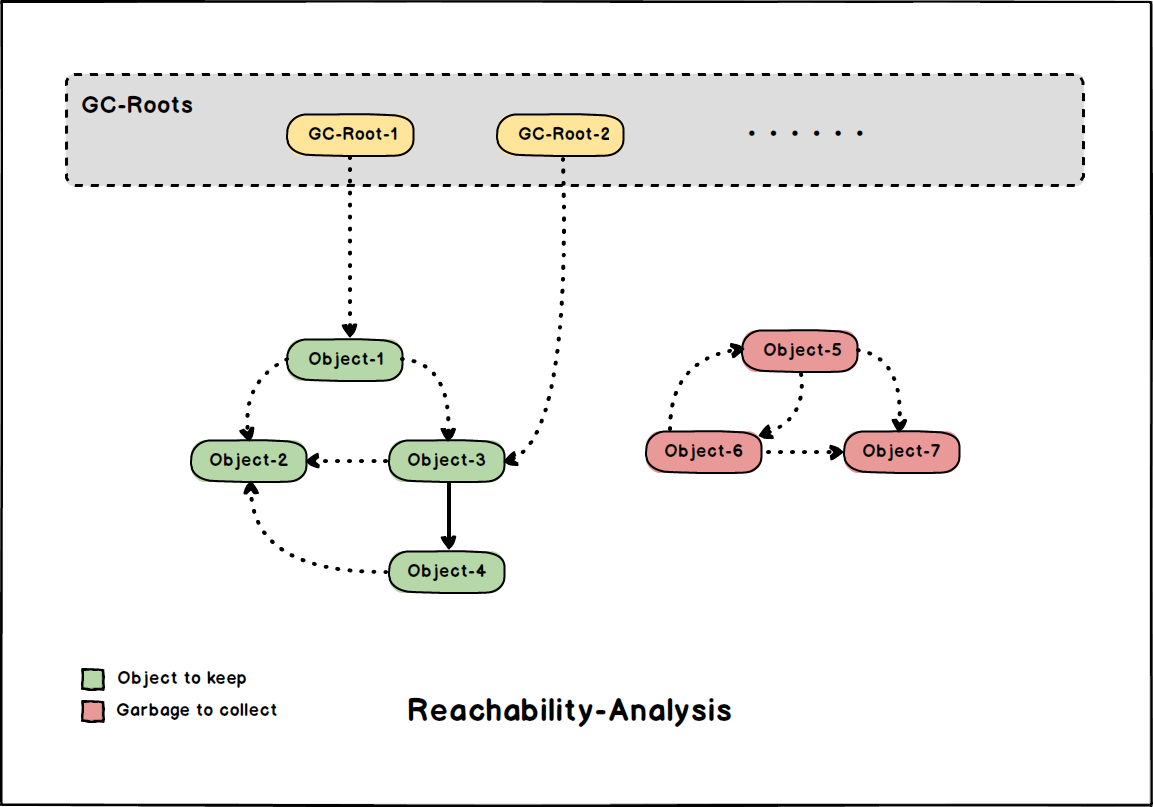 GC-Roots
GC-Root-1
GC-Root-2
......
Object-1
Object-5
Object-2
Object-3
Object-6
Object-7
Object-4
Object to keep
Garbage to collect
Reachability-Analysis